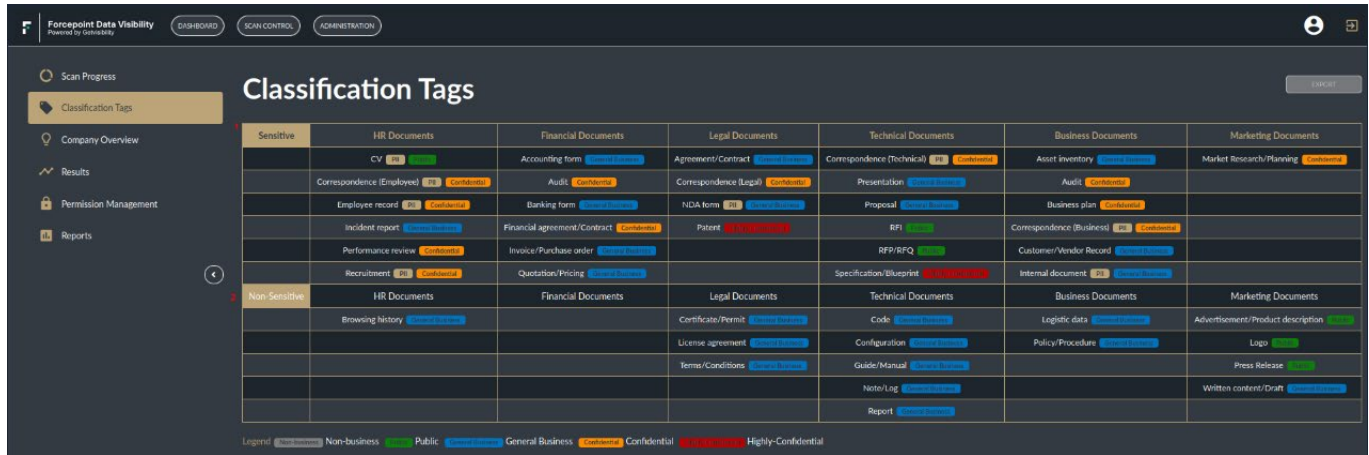 Forcepoint Data Visibility
Powered by Getvisibility
DASHBOARD
SCAN CONTROL
ADMINISTRATION
Scan Progress
Classification Tags
Company Overview
Results
Permission Management
Reports
Classification Tags
EXPORT
1
Sensitive HR Documents Financial Documents Legal Documents Technical Documents Business Documents Marketing Documents
CV PII Public Accounting form General Business Agreement/Contract General Business Correspondence (Technical) PII Confidential Asset inventory General Business Market Research/Planning Confidential
Correspondence (Employee) PII Confidential Audit Confidential Correspondence (Legal) Confidential Presentation General Business Audit Confidential
Employee record PII Confidential Banking form General Business NDA form PII General Business Proposal General Business Business plan Confidential
Incident report General Business Financial agreement/Contract Confidential Patent Highly-Confidential RFI Public Correspondence (Business) PII Confidential
Performance review Confidential Invoice/Purchase order General Business RFP/RFQ Public Customer/Vendor Record General Business
Recruitment PII Confidential Quotation/Pricing General Business Specification/Blueprint Highly-Confidential Internal document PII General Business
2
Non-Sensitive HR Documents Financial Documents Legal Documents Technical Documents Business Documents Marketing Documents
Browsing history General Business Certificate/Permit General Business Code General Business Logistic data General Business Advertisement/Product description Public
License agreement General Business Configuration General Business Policy/Procedure General Business Logo Public
Terms/Conditions General Business Guide/Manual General Business Press Release Public
Note/Log General Business Written content/Draft General Business
Report General Business
Legend Non-business Non-business Public Public General Business General Business Confidential Confidential Highly-Confidential Highly-Confidential